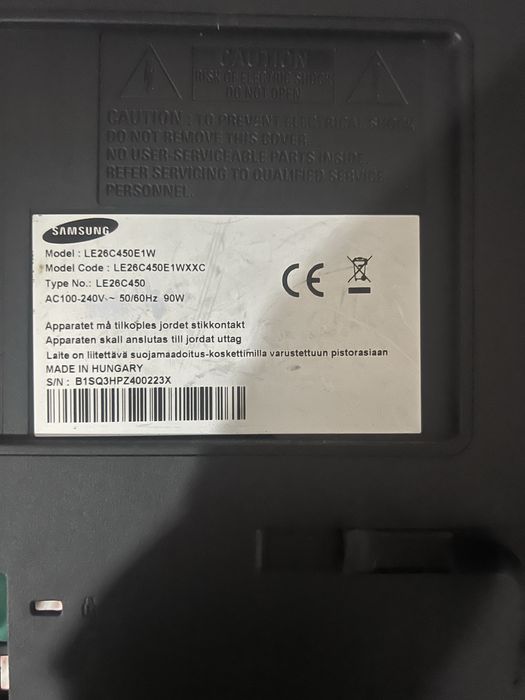 CAUTION
RISK OF ELECTRIC SHOCK
DO NOT OPEN
CAUTION : TO PREVENT ELECTRICAL SHOCK,
DO NOT REMOVE THIS COVER.
NO USER-SERVICEABLE PARTS INSIDE.
REFER SERVICING TO QUALIFIED SERVICE
PERSONNEL.
SAMSUNG
Model : LE26C450E1W
Model Code : LE26C450E1WXXC
Type No.: LE26C450
AC100-240V~ 50/60Hz 90W
CE
Apparatet må tilkoples jordet stikkontakt
Apparaten skall anslutas till jordat uttag
Laite on liitettävä suojamaadoitus-koskettimilla varustettuun pistorasiaan
MADE IN HUNGARY
S/N : B1SQ3HPZ400223X